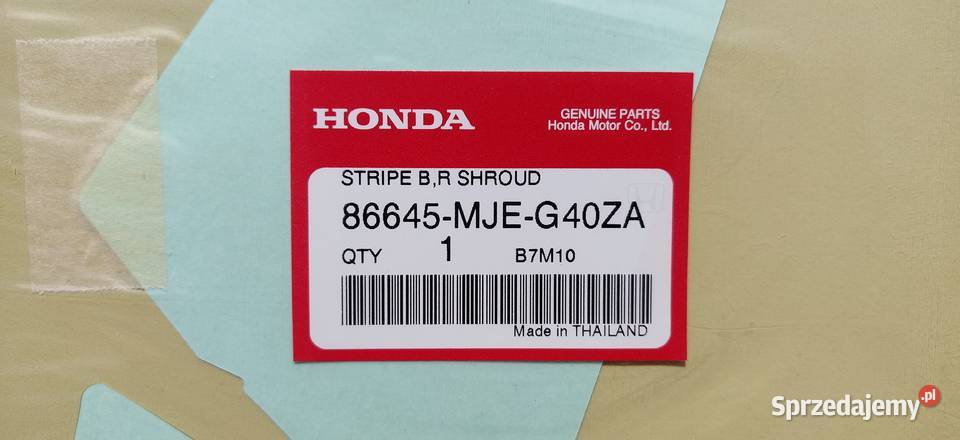 HONDA
GENUINE PARTS
Honda Motor Co., Ltd.
STRIPE B,R SHROUD
86645-MJE-G40ZA
QTY 1 B7M10
Made in THAILAND
Sprzedajemy.pl